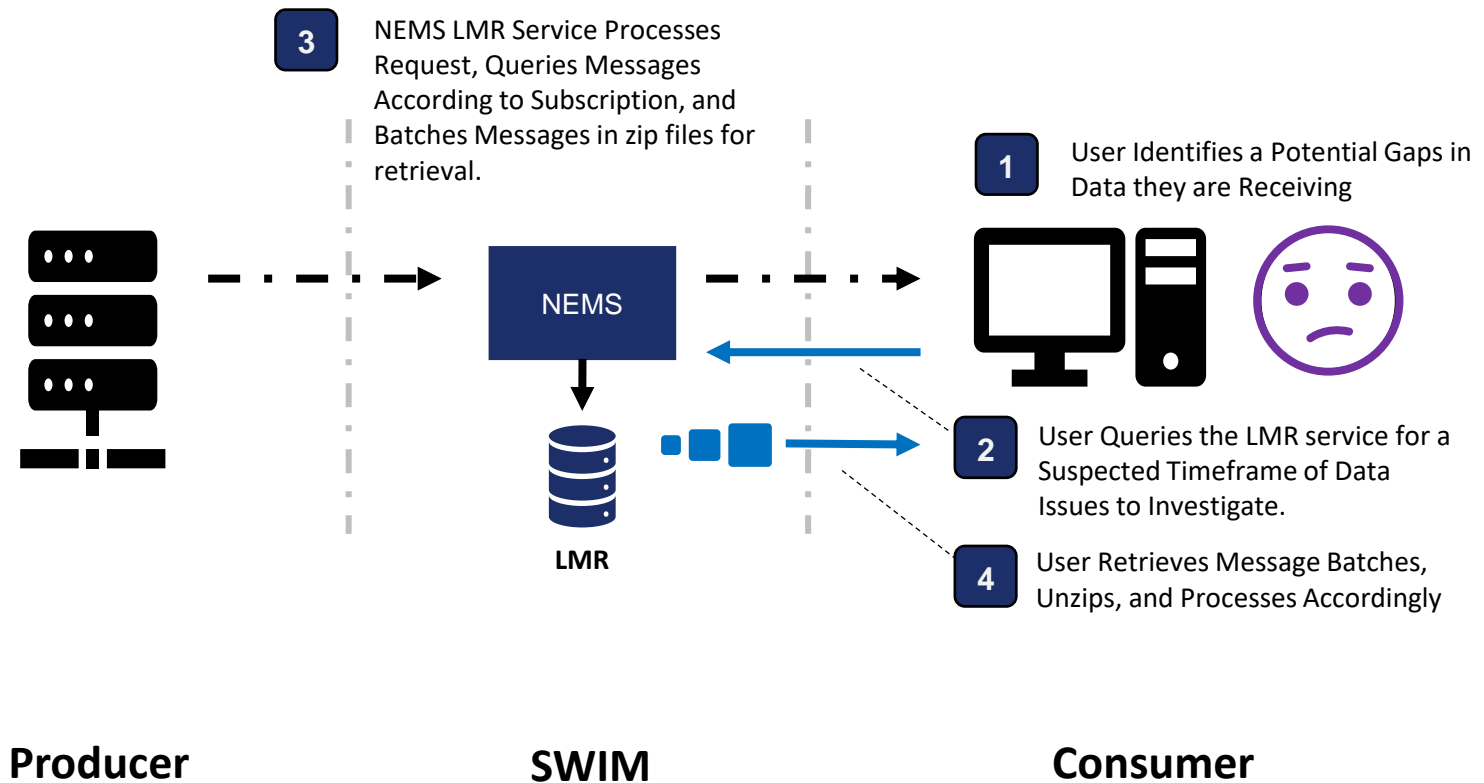 3
NEMS LMR Service Processes
Request, Queries Messages
According to Subscription, and
Batches Messages in zip files for
retrieval.
1
User Identifies a Potential Gaps in
Data they are Receiving
NEMS
2
User Queries the LMR service for a
Suspected Timeframe of Data
Issues to Investigate.
LMR
4
User Retrieves Message Batches,
Unzips, and Processes Accordingly
Producer
SWIM
Consumer